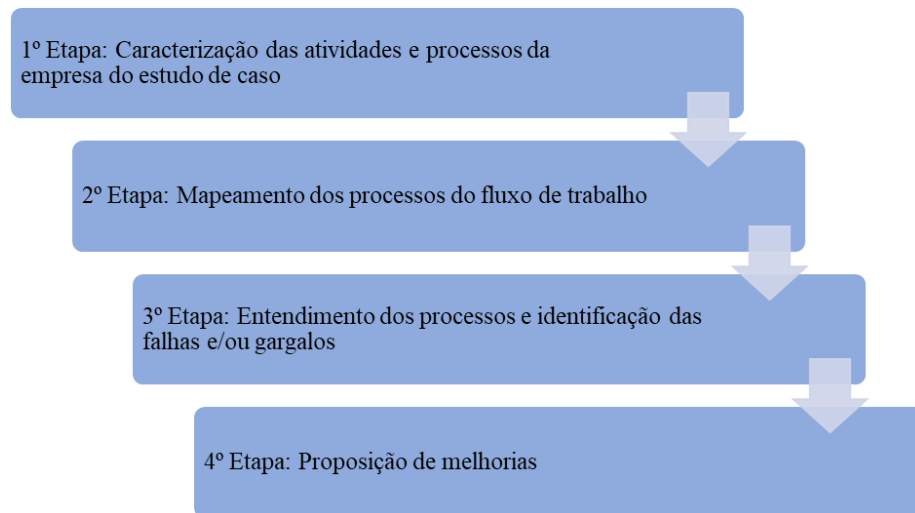 1º Etapa: Caracterização das atividades e processos da
empresa do estudo de caso
2º Etapa: Mapeamento dos processos do fluxo de trabalho
3º Etapa: Entendimento dos processos e identificação das
falhas e/ou gargalos
4º Etapa: Proposição de melhorias